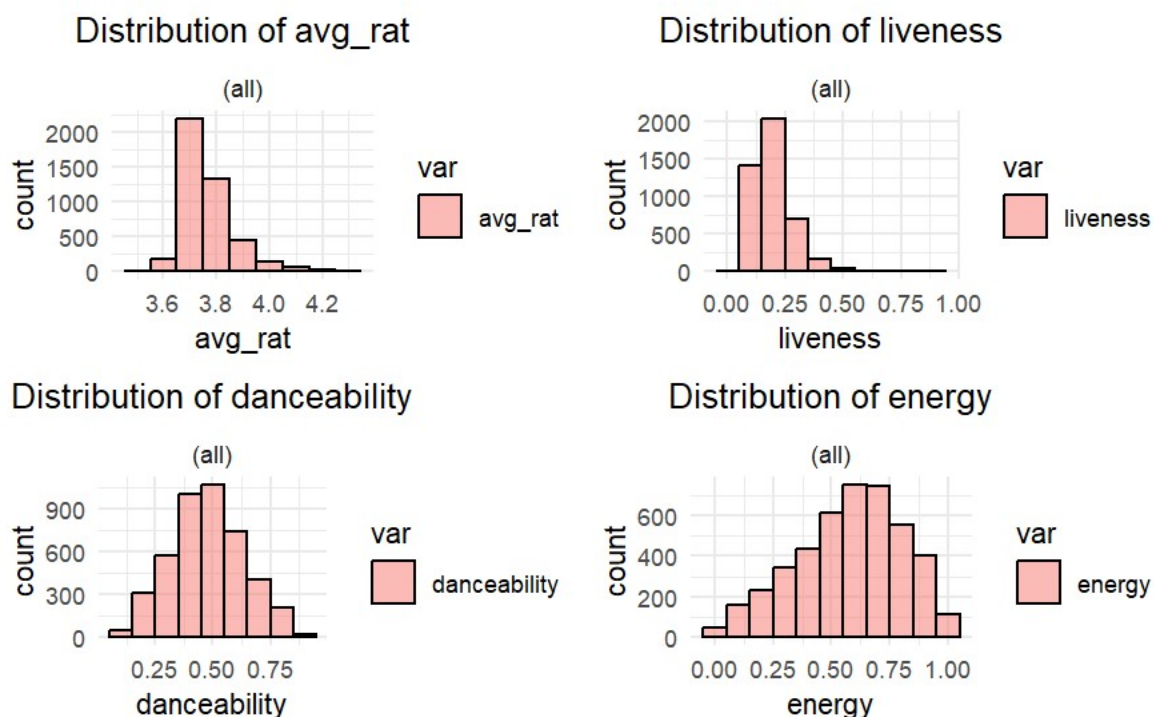 Distribution of avg_rat
(all)
count
2000
1500
1000
500
0
3.6 3.8 4.0 4.2
avg_rat
var
avg_rat
Distribution of liveness
(all)
count
2000
1500
1000
500
0
0.00 0.25 0.50 0.75 1.00
liveness
var
liveness
Distribution of danceability
(all)
count
900
600
300
0
0.25 0.50 0.75
danceability
var
danceability
Distribution of energy
(all)
count
600
400
200
0
0.00 0.25 0.50 0.75 1.00
energy
var
energy